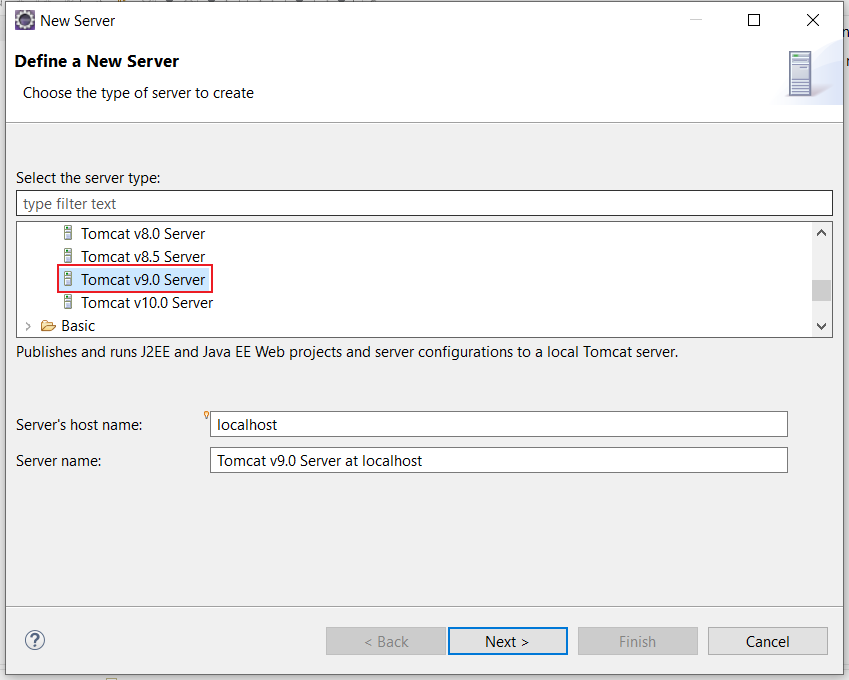 New Server
Define a New Server
Choose the type of server to create
Select the server type:
type filter text
Tomcat v8.0 Server
Tomcat v8.5 Server
Tomcat v9.0 Server
Tomcat v10.0 Server
Basic
Publishes and runs J2EE and Java EE Web projects and server configurations to a local Tomcat server.
Server's host name: localhost
Server name: Tomcat v9.0 Server at localhost
? < Back Next > Finish Cancel